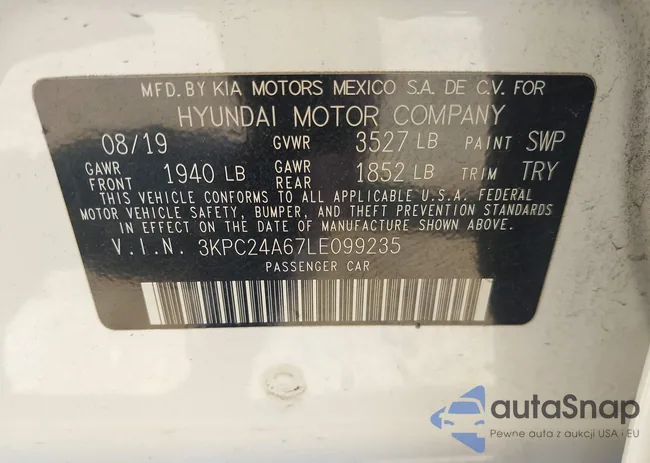 MFD. BY KIA MOTORS MEXICO S.A. DE C.V. FOR
HYUNDAI MOTOR COMPANY
08/19 GVWR 3527 LB PAINT SWP
GAWR FRONT 1940 LB GAWR REAR 1852 LB TRIM TRY
THIS VEHICLE CONFORMS TO ALL APPLICABLE U.S.A. FEDERAL
MOTOR VEHICLE SAFETY, BUMPER, AND THEFT PREVENTION STANDARDS
IN EFFECT ON THE DATE OF MANUFACTURE SHOWN ABOVE.
V.I.N. 3KPC24A67LE099235
PASSENGER CAR
autaSnap
Pewne auta z aukcji USA i EU